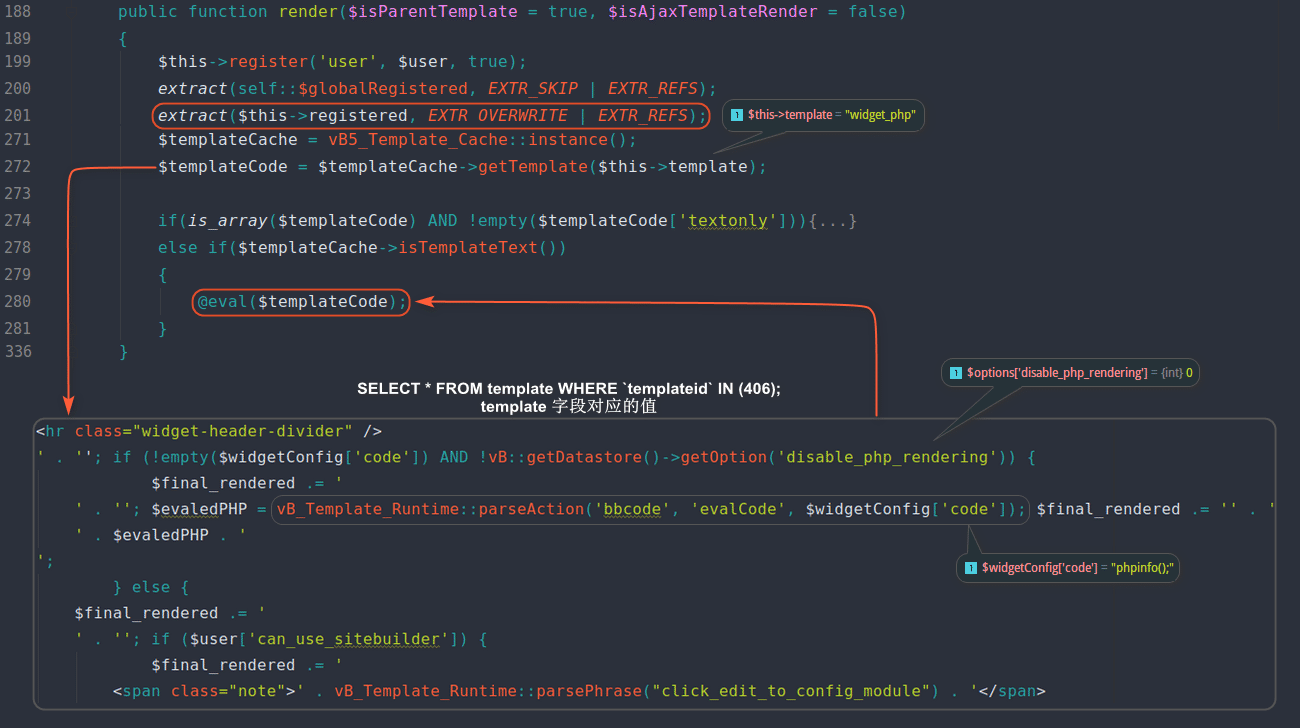 188 public function render($isParentTemplate = true, $isAjaxTemplateRender = false)
189 {
199 $this->register('user', $user, true);
200 extract(self::$globalRegistered, EXTR_SKIP | EXTR_REFS);
201 extract($this->registered, EXTR_OVERWRITE | EXTR_REFS);
1 $this->template = "widget_php"
271 $templateCache = vB5_Template_Cache::instance();
272 $templateCode = $templateCache->getTemplate($this->template);
273
274 if(is_array($templateCode) AND !empty($templateCode['textonly'])){...}
278 else if($templateCache->isTemplateText())
279 {
280 @eval($templateCode);
281 }
336 }
1 $options['disable_php_rendering'] = {int} 0
SELECT * FROM template WHERE `templateid` IN (406);
template 字段对应的值
<hr class="widget-header-divider" />
' . ''; if (!empty($widgetConfig['code']) AND !vB::getDatastore()->getOption('disable_php_rendering')) {
$final_rendered .= '
' . ''; $evaledPHP = vB_Template_Runtime::parseAction('bbcode', 'evalCode', $widgetConfig['code']); $final_rendered .= '' . '
' . $evaledPHP . '
';
1 $widgetConfig['code'] = "phpinfo();"
} else {
$final_rendered .= '
' . ''; if ($user['can_use_sitebuilder']) {
$final_rendered .= '
<span class="note">' . vB_Template_Runtime::parsePhrase("click_edit_to_config_module") . '</span>